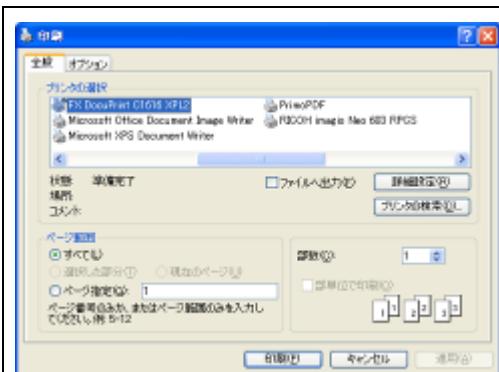 印刷
全般 オプション
プリンタの選択
FX DocuPrint C1616 XPL2 PrimoPDF
Microsoft Office Document Image Writer RICOH imagio Neo 603 RPCS
Microsoft XPS Document Writer
状態: 準備完了 ファイルへ出力(F) 詳細設定(R)
場所:
コメント: プリンタの検索(D)...
ページ範囲
すべて(L) 部数(C): 1
選択した部分(T) 現在のページ(U) 部単位で印刷(O)
ページ指定(G): 1
ページ番号のみか、またはページ範囲のみを入力し
てください。例: 5-12
1 1 2 2 3 3
印刷(P) キャンセル 適用(A)